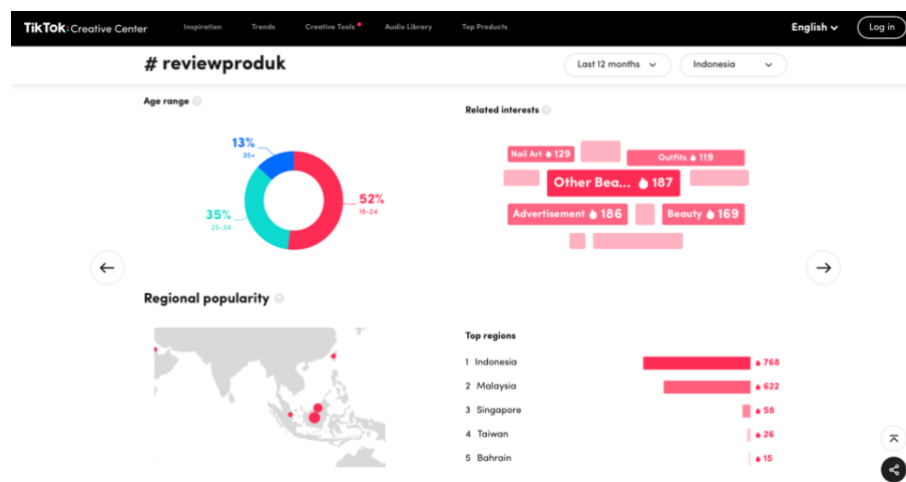 TikTok: Creative Center Inspiration Trends Creative Tools Audio Library Top Products English Log in
# reviewproduk Last 12 months Indonesia
Age range ?
13%
35+
52%
18-24
35%
25-34
Related interests ?
Nail Art 129
Outfits 119
Other Bea... 187
Advertisement 186
Beauty 169
Regional popularity ?
Top regions
1 Indonesia 768
2 Malaysia 622
3 Singapore 58
4 Taiwan 26
5 Bahrain 15